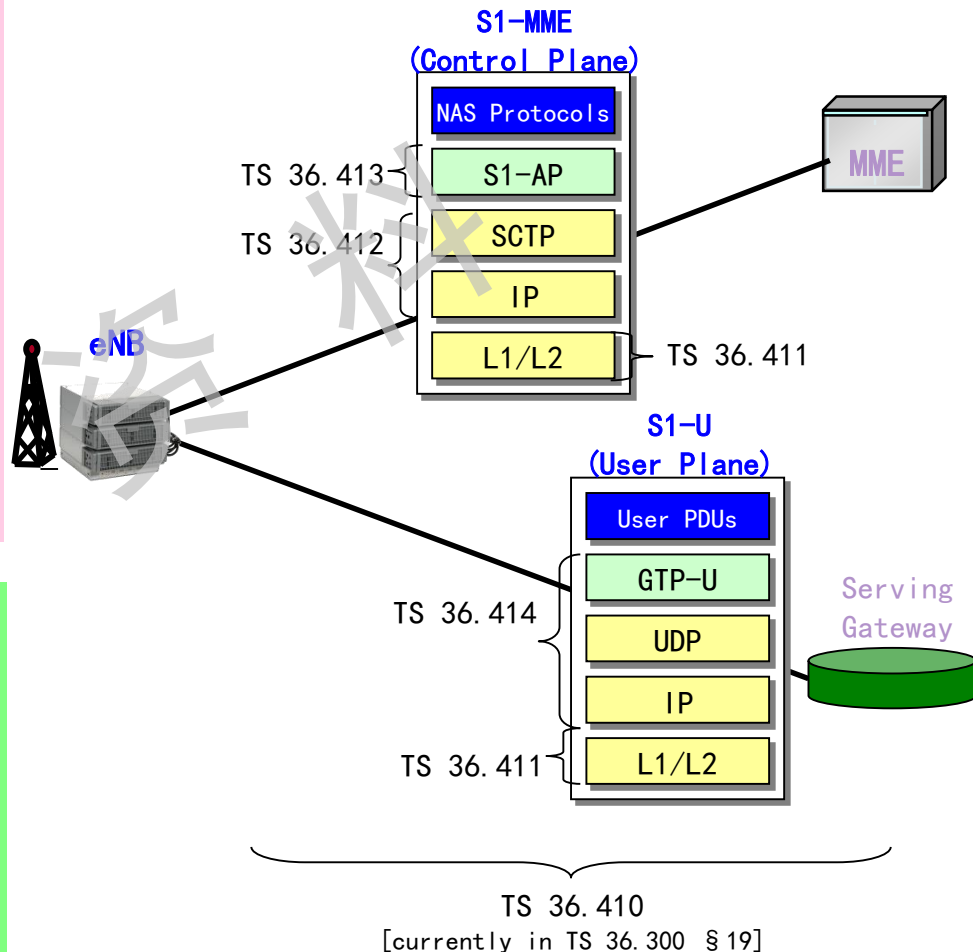 S1-MME
(Control Plane)
NAS Protocols
MME
TS 36.413
S1-AP
TS 36.412
SCTP
IP
eNB
L1/L2
TS 36.411
S1-U
(User Plane)
User PDUs
GTP-U
TS 36.414
Serving
Gateway
UDP
IP
TS 36.411
L1/L2
TS 36.410
[currently in TS 36.300 §19]
资料